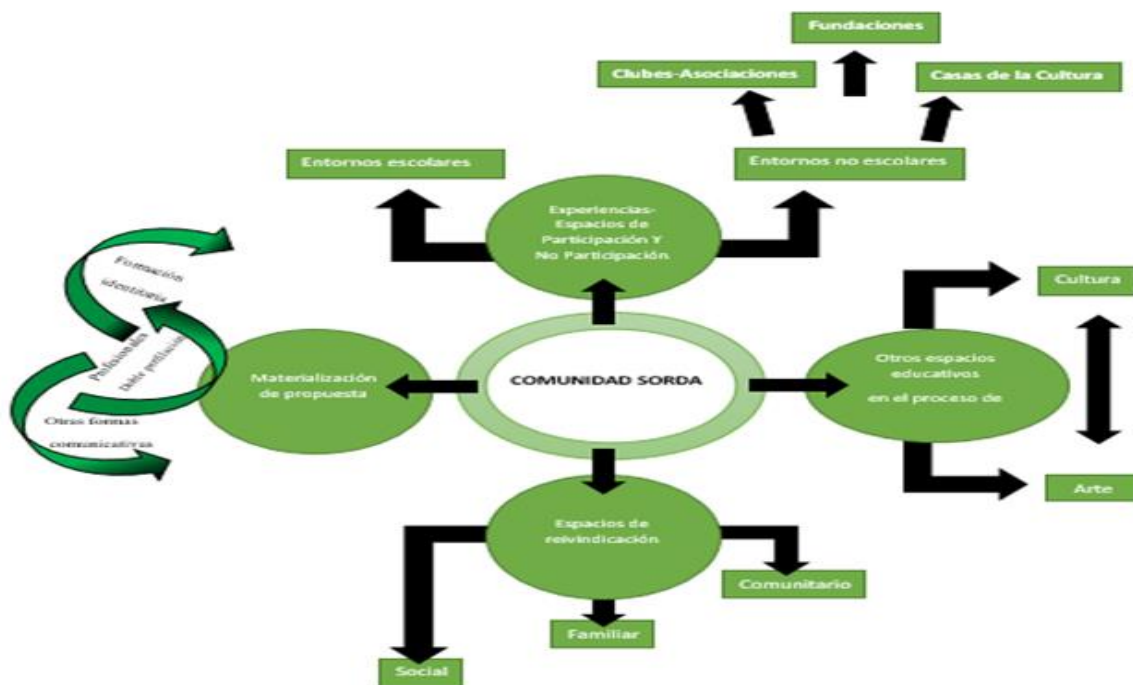 Fundaciones
Clubes-Asociaciones
Casas de la Cultura
Entornos escolares
Entornos no escolares
Experiencias-
Espacios de
Participación Y
No Participación
Formación
identitaria
Profesionales
Doble
Otras formas
comunicativas
Materialización
de propuesta
COMUNIDAD SORDA
Otros espacios
educativos
en el proceso de
Cultura
Arte
Espacios de
reivindicación
Comunitario
Familiar
Social